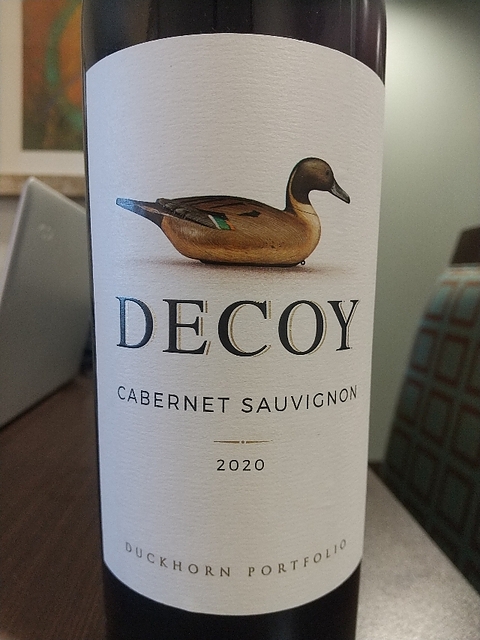 DECOY
CABERNET SAUVIGNON
2020
DUCKHORN PORTFOLIO